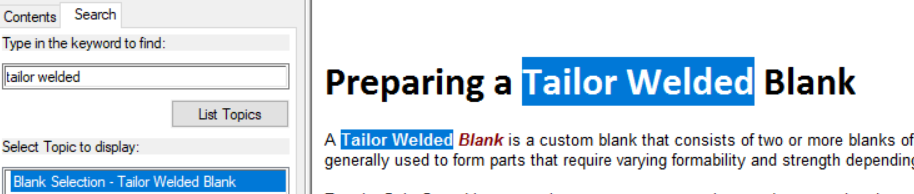 Contents Search
Type in the keyword to find:
tailor welded
List Topics
Select Topic to display:
Blank Selection - Tailor Welded Blank
Preparing a Tailor Welded Blank
A Tailor Welded Blank is a custom blank that consists of two or more blanks of
generally used to form parts that require varying formability and strength depending